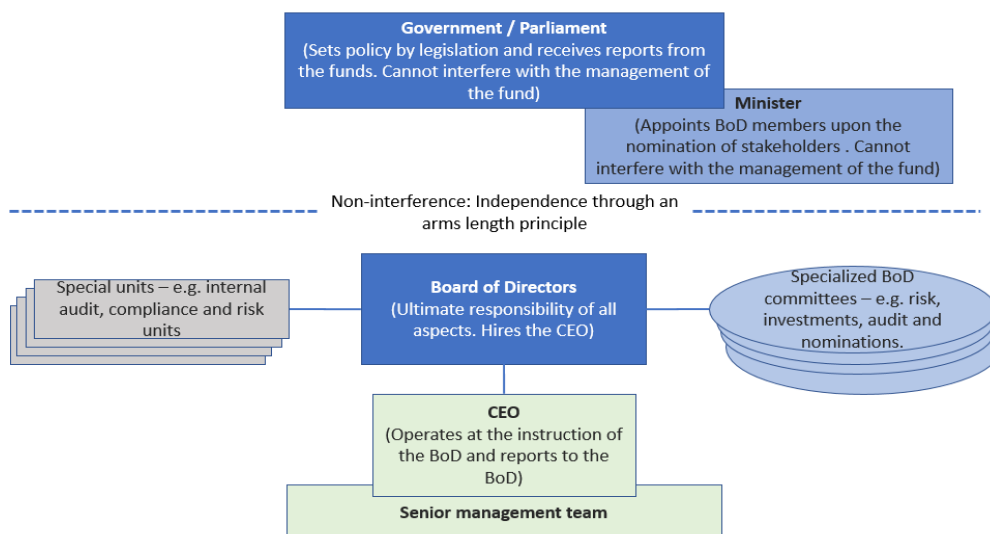 Government / Parliament
(Sets policy by legislation and receives reports from
the funds. Cannot interfere with the management of
the fund)
Minister
(Appoints BoD members upon the
nomination of stakeholders . Cannot
interfere with the management of the fund)
Non-interference: Independence through an
arms length principle
Special units – e.g. internal
audit, compliance and risk
units
Board of Directors
(Ultimate responsibility of all
aspects. Hires the CEO)
Specialized BoD
committees – e.g. risk,
investments, audit and
nominations.
CEO
(Operates at the instruction of
the BoD and reports to the
BoD)
Senior management team